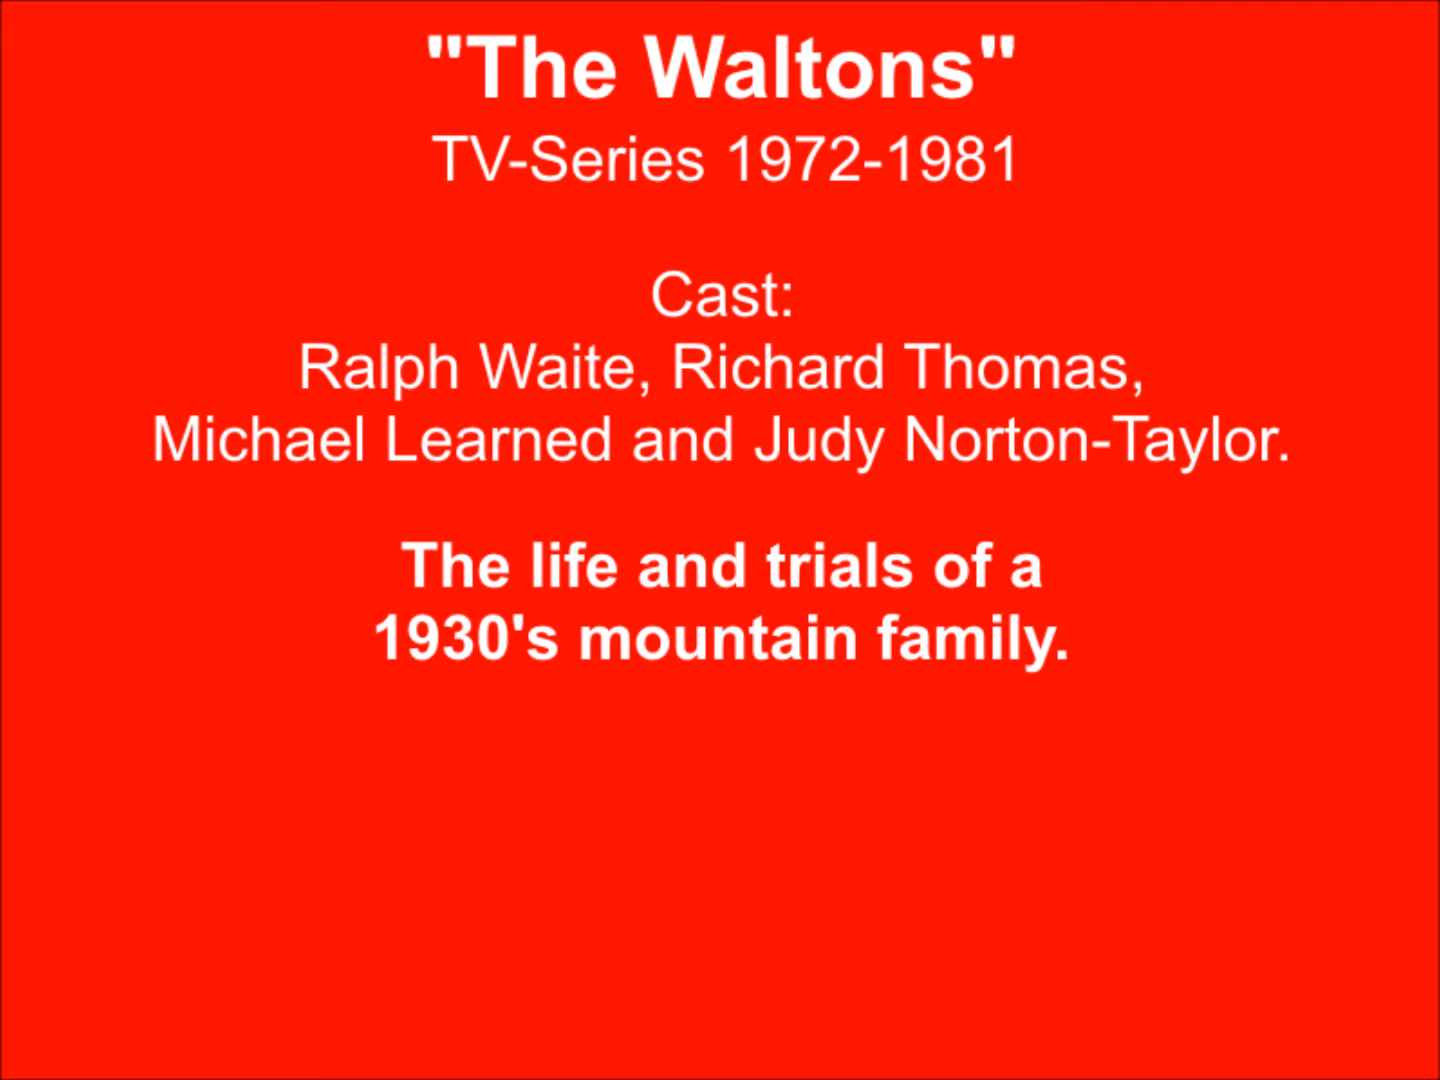 "The Waltons"
TV-Series 1972-1981
Cast:
Ralph Waite, Richard Thomas,
Michael Learned and Judy Norton-Taylor.
The life and trials of a
1930's mountain family.